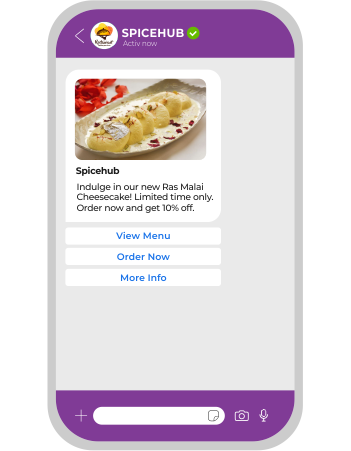 SPICEHUB
Activ now
Spicehub
Indulge in our new Ras Malai
Cheesecake! Limited time only.
Order now and get 10% off.
View Menu
Order Now
More Info